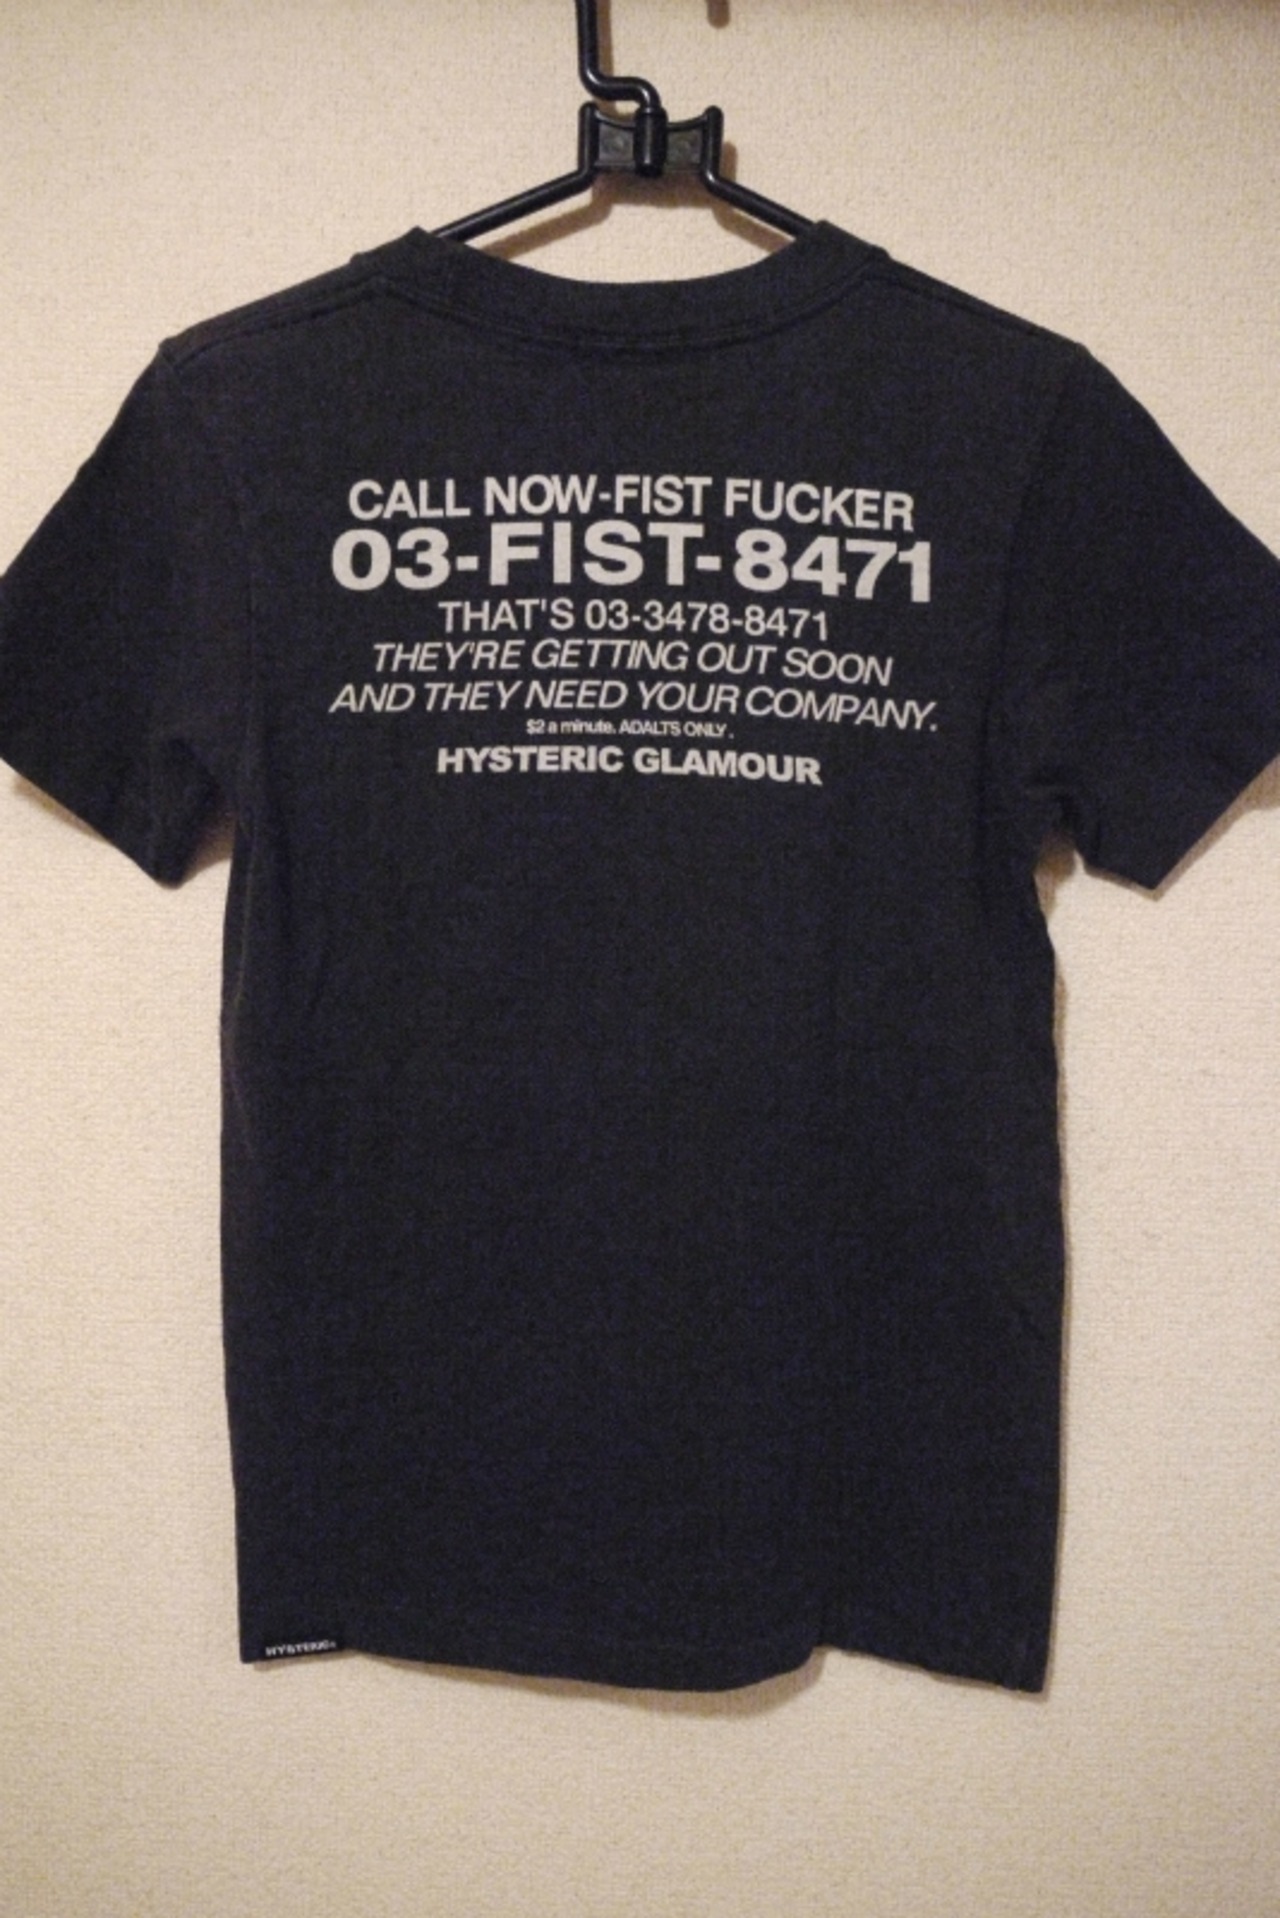 CALL NOW-FIST FUCKER
03-FIST-8471
THAT'S 03-3478-8471
THEY'RE GETTING OUT SOON
AND THEY NEED YOUR COMPANY.
$2 a minute. ADALTS ONLY.
HYSTERIC GLAMOUR
HYSTERIC